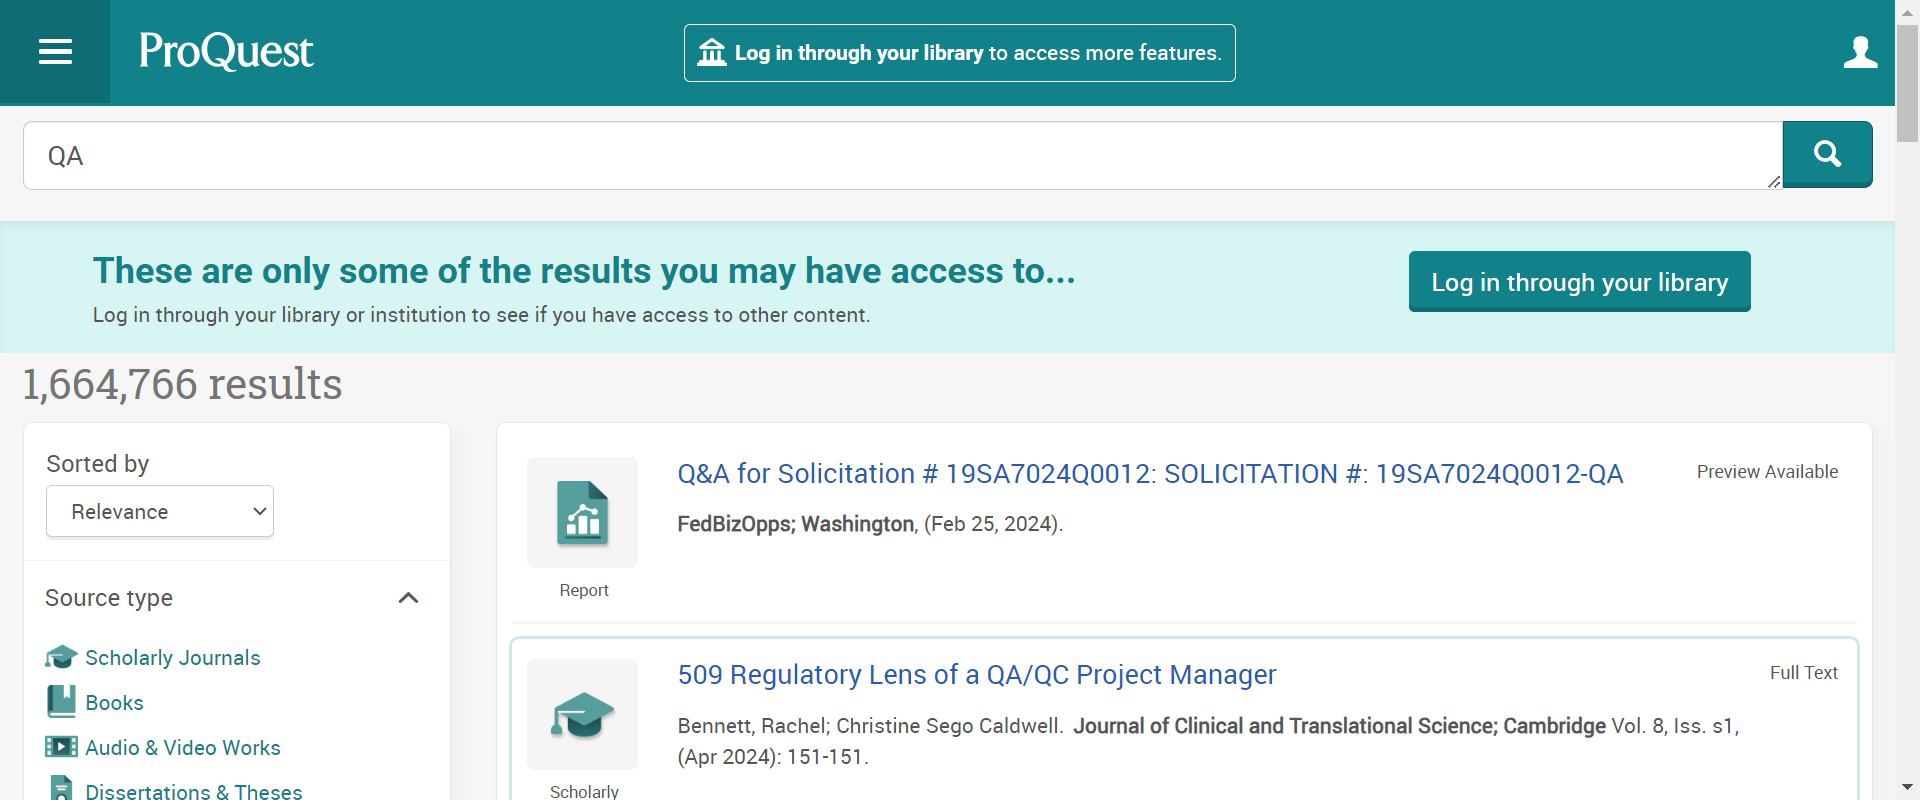 ProQuest
Log in through your library to access more features.
QA
These are only some of the results you may have access to...
Log in through your library or institution to see if you have access to other content.
Log in through your library
1,664,766 results
Sorted by
Relevance
Source type
Scholarly Journals
Books
Audio & Video Works
Dissertations & Theses
Q&A for Solicitation # 19SA7024Q0012: SOLICITATION #: 19SA7024Q0012-QA
Preview Available
FedBizOpps; Washington, (Feb 25, 2024).
Report
509 Regulatory Lens of a QA/QC Project Manager
Full Text
Bennett, Rachel; Christine Sego Caldwell. Journal of Clinical and Translational Science; Cambridge Vol. 8, Iss. s1,
(Apr 2024): 151-151.
Scholarly